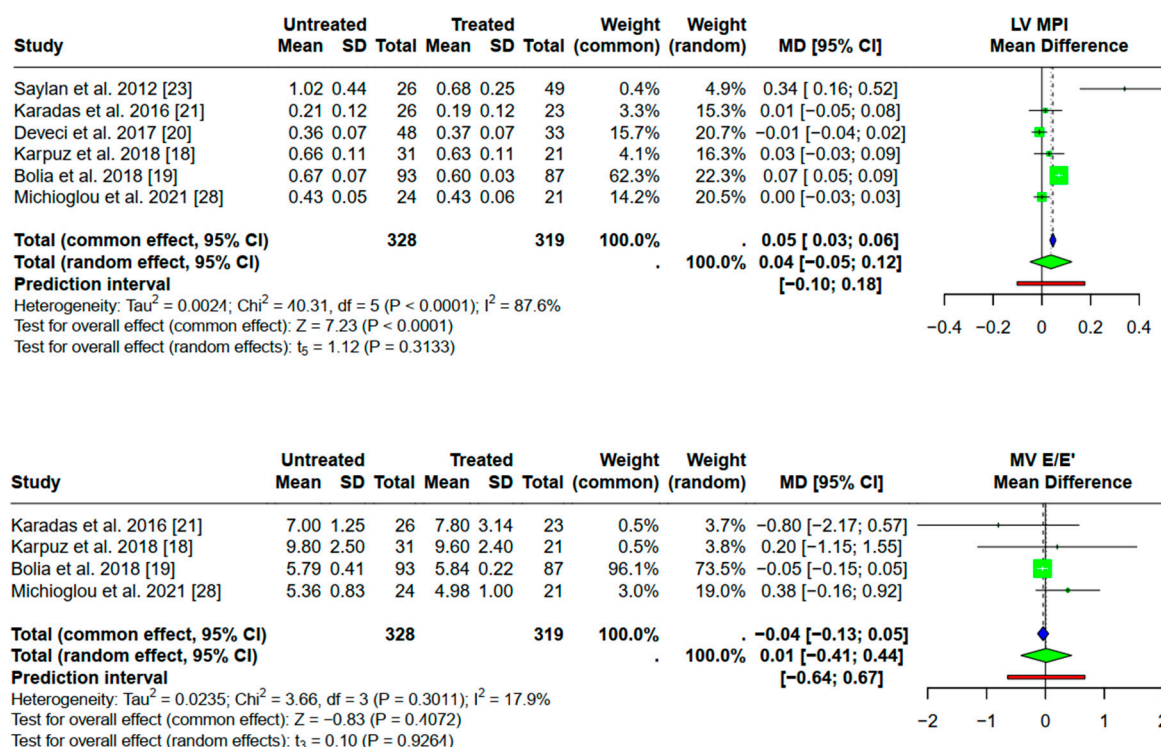 Untreated Treated Weight Weight LV MPI
Study Mean SD Total Mean SD Total (common) (random) MD [95% CI] Mean Difference
Saylan et al. 2012 [23] 1.02 0.44 26 0.68 0.25 49 0.4% 4.9% 0.34 [ 0.16; 0.52]
Karadas et al. 2016 [21] 0.21 0.12 26 0.19 0.12 23 3.3% 15.3% 0.01 [−0.05; 0.08]
Deveci et al. 2017 [20] 0.36 0.07 48 0.37 0.07 33 15.7% 20.7% −0.01 [−0.04; 0.02]
Karpuz et al. 2018 [18] 0.66 0.11 31 0.63 0.11 21 4.1% 16.3% 0.03 [−0.03; 0.09]
Bolia et al. 2018 [19] 0.67 0.07 93 0.60 0.03 87 62.3% 22.3% 0.07 [ 0.05; 0.09]
Michioglou et al. 2021 [28] 0.43 0.05 24 0.43 0.06 21 14.2% 20.5% 0.00 [−0.03; 0.03]
Total (common effect, 95% CI) 328 319 100.0% . 0.05 [ 0.03; 0.06]
Total (random effect, 95% CI) . 100.0% 0.04 [−0.05; 0.12]
Prediction interval [−0.10; 0.18]
Heterogeneity: Tau² = 0.0024; Chi² = 40.31, df = 5 (P < 0.0001); I² = 87.6%
Test for overall effect (common effect): Z = 7.23 (P < 0.0001)
Test for overall effect (random effects): t₅ = 1.12 (P = 0.3133)
−0.4 −0.2 0 0.2 0.4
Untreated Treated Weight Weight MV E/E'
Study Mean SD Total Mean SD Total (common) (random) MD [95% CI] Mean Difference
Karadas et al. 2016 [21] 7.00 1.25 26 7.80 3.14 23 0.5% 3.7% −0.80 [−2.17; 0.57]
Karpuz et al. 2018 [18] 9.80 2.50 31 9.60 2.40 21 0.5% 3.8% 0.20 [−1.15; 1.55]
Bolia et al. 2018 [19] 5.79 0.41 93 5.84 0.22 87 96.1% 73.5% −0.05 [−0.15; 0.05]
Michioglou et al. 2021 [28] 5.36 0.83 24 4.98 1.00 21 3.0% 19.0% 0.38 [−0.16; 0.92]
Total (common effect, 95% CI) 328 319 100.0% . −0.04 [−0.13; 0.05]
Total (random effect, 95% CI) . 100.0% 0.01 [−0.41; 0.44]
Prediction interval [−0.64; 0.67]
Heterogeneity: Tau² = 0.0235; Chi² = 3.66, df = 3 (P = 0.3011); I² = 17.9%
Test for overall effect (common effect): Z = −0.83 (P = 0.4072)
Test for overall effect (random effects): t₃ = 0.10 (P = 0.9264)
−2 −1 0 1 2